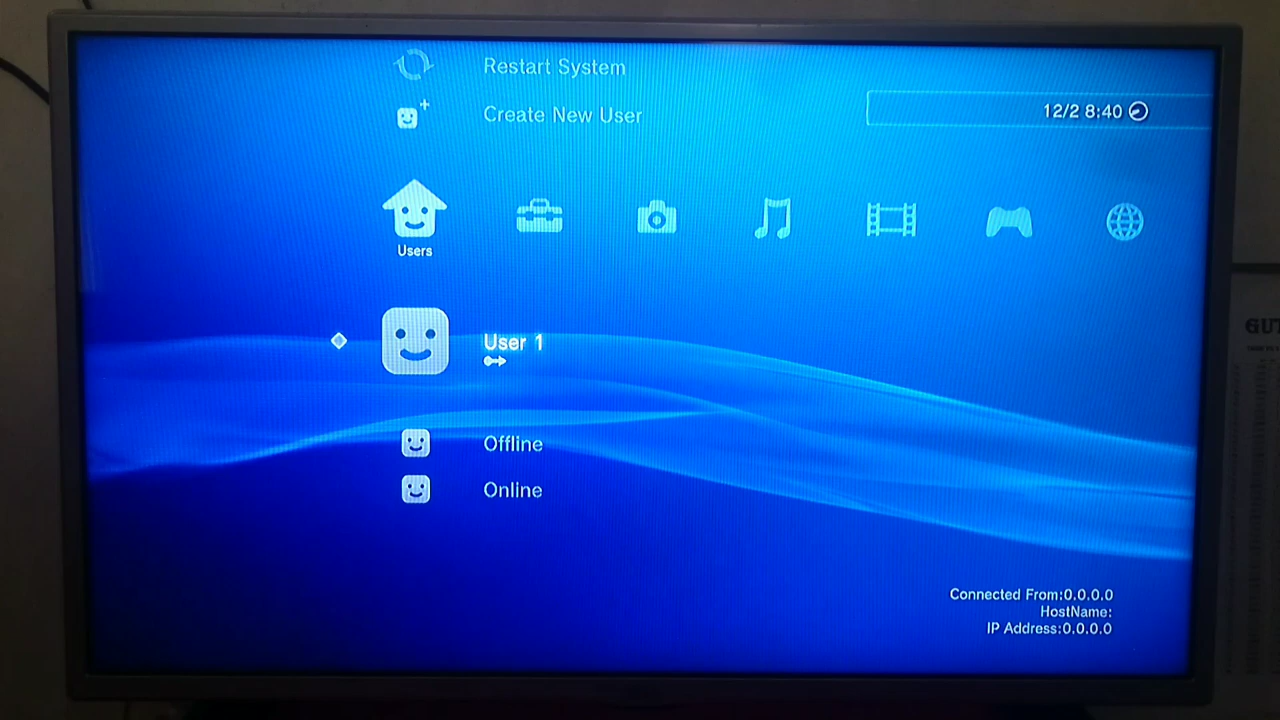 Restart System
Create New User
12/2 8:40
Users
User 1
Offline
Online
Connected From:0.0.0.0
HostName:
IP Address:0.0.0.0